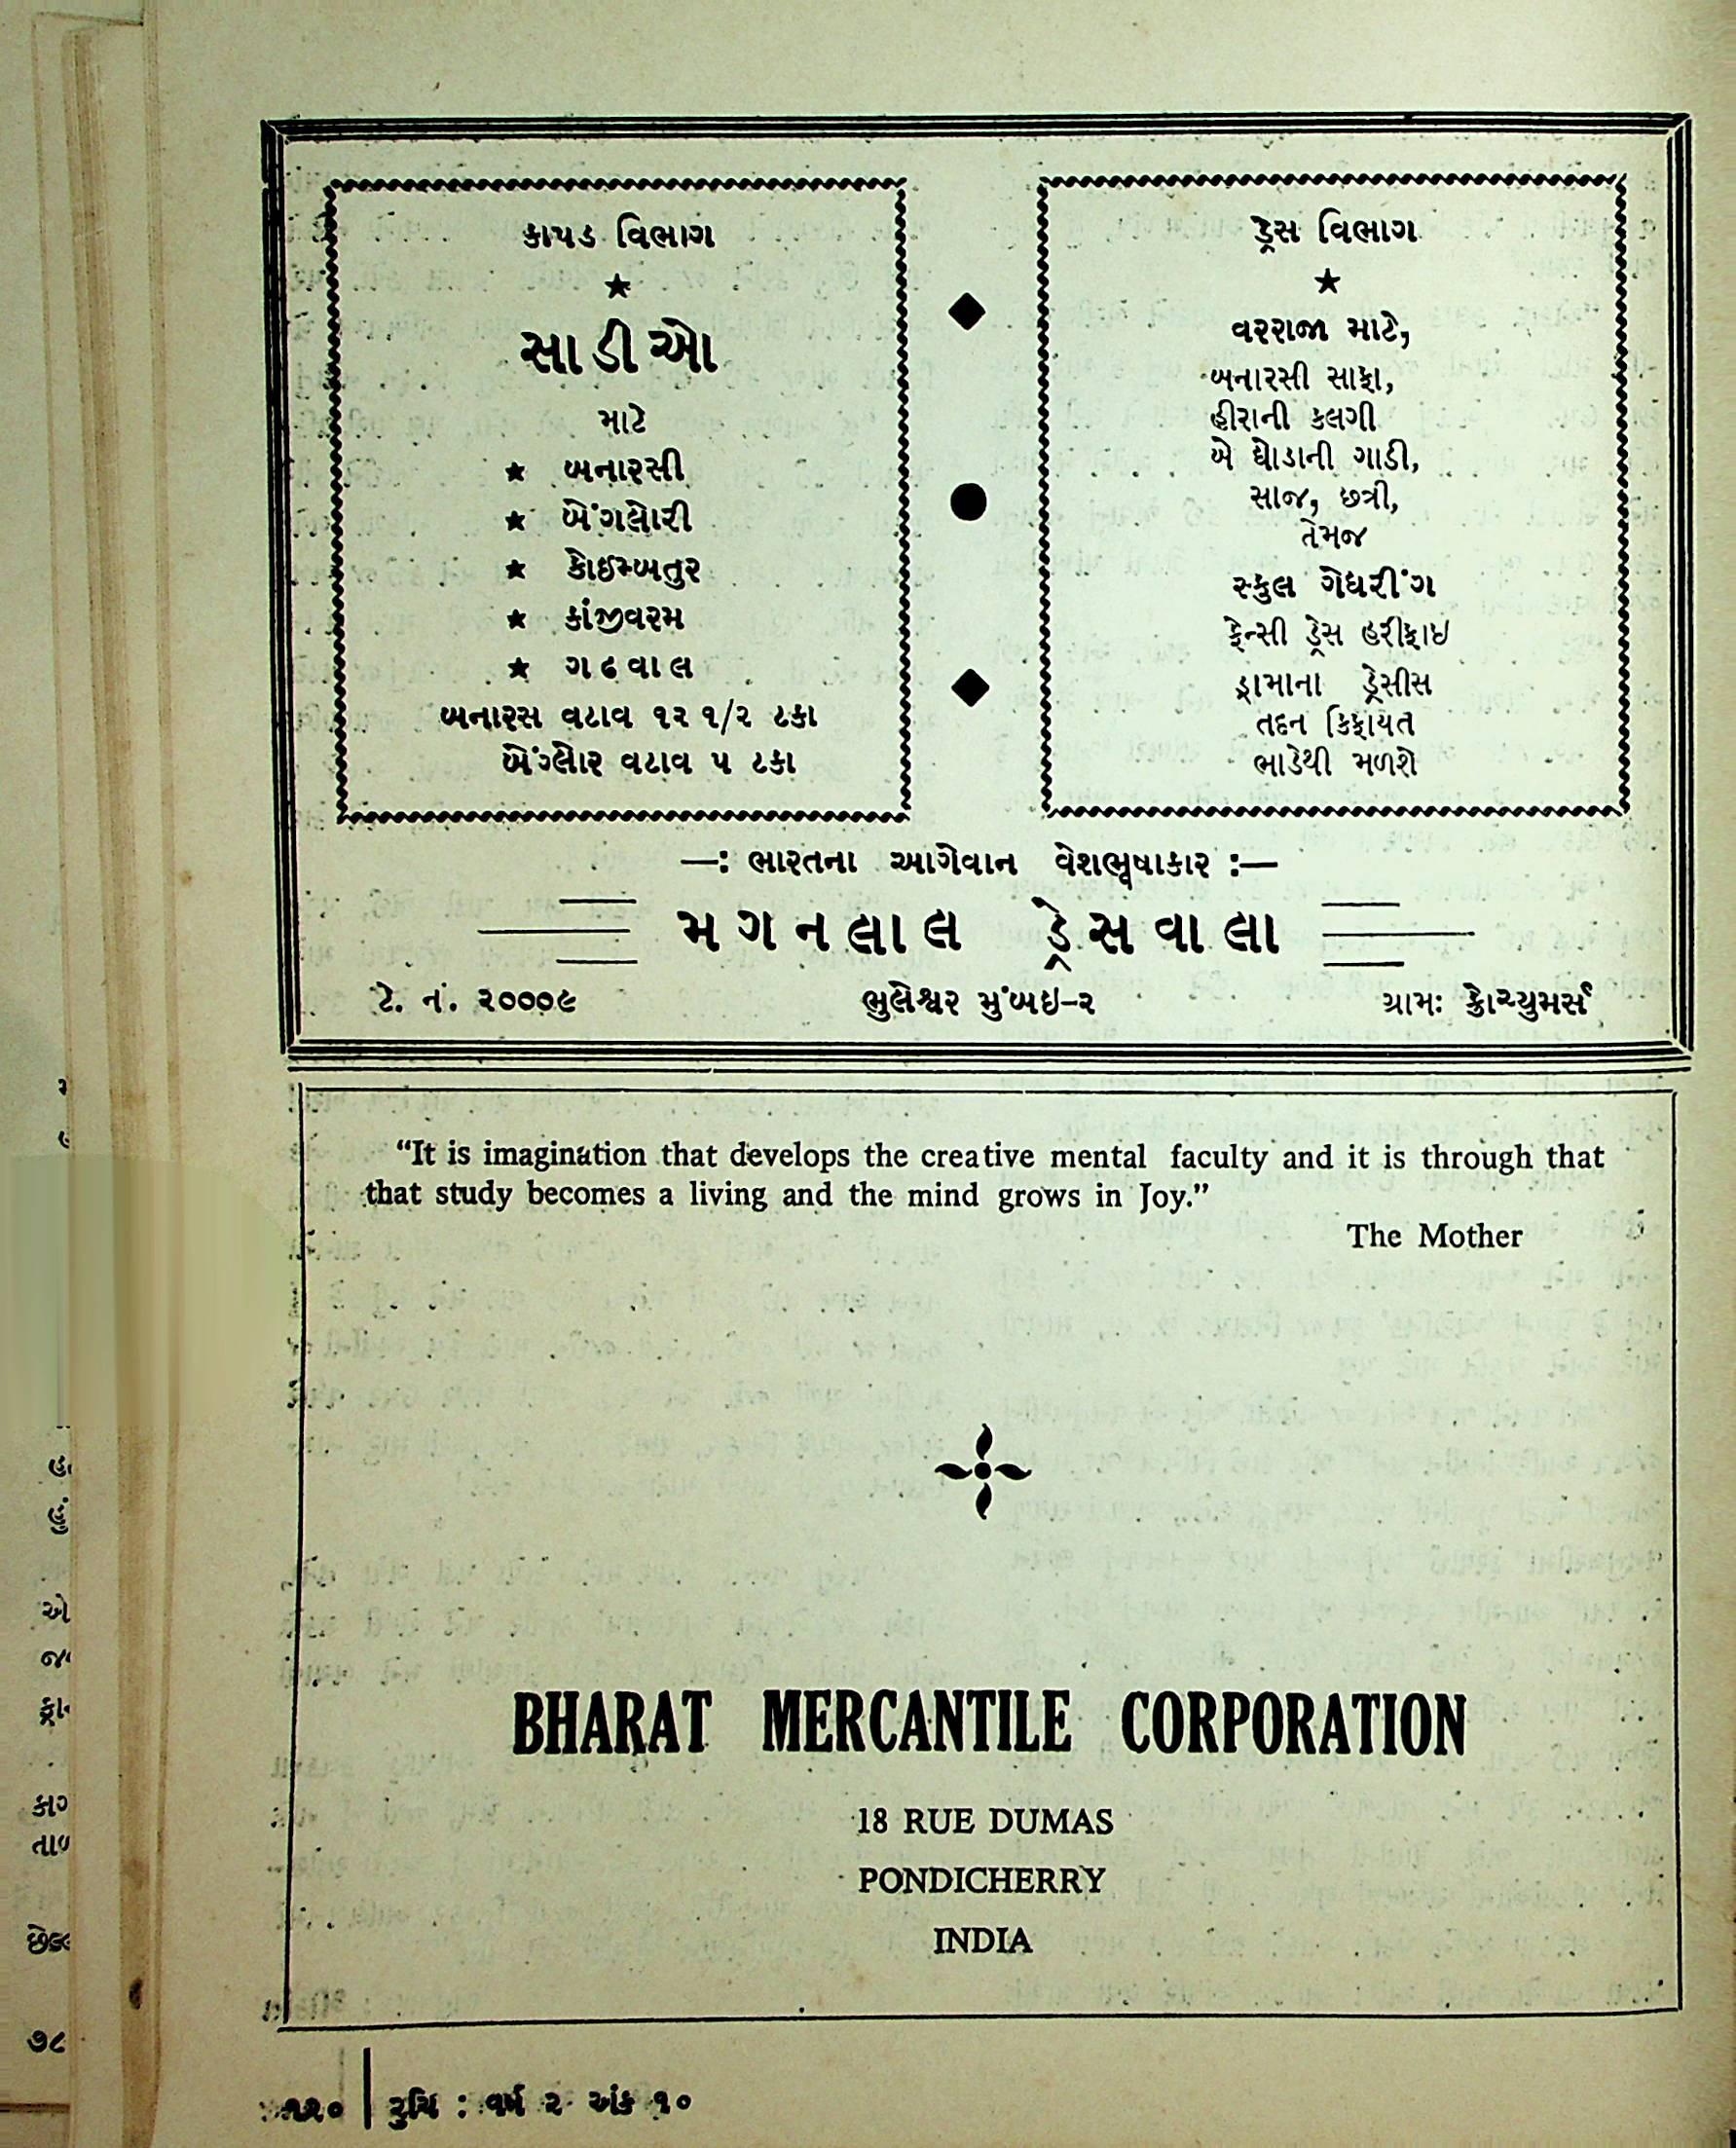 કાપડ વિભાગ
★
સાડીઓ
માટે
★ બનારસી
★ બેંગલોરી
★ કોઈમ્બતુર
★ કાંજીવરમ
★ ગઢવાલ
બનારસ વટાવ ૧૨ ૧/૨ ટકા
બેંગ્લોર વટાવ ૫ ટકા
ડ્રેસ વિભાગ
★
વરરાજા માટે,
બનારસી સાફા,
હીરાની કલગી
બે ઘોડાની ગાડી,
સાજ, છત્રી,
તેમજ
સ્કુલ ગેધરીંગ
ફેન્સી ડ્રેસ હરીફાઇ
ડ્રામાના ડ્રેસીસ
તદ્દન કિફાયત
ભાડેથી મળશે
—: ભારતના આગેવાન વેશભૂષાકાર :—
મગનલાલ ડ્રેસવાલા
ટે. નં. ૨૦૦૦૯ ભુલેશ્વર મુંબઇ-૨ ગ્રામ: ક્રોચ્યુમર્સ
“It is imagination that develops the creative mental faculty and it is through that
that study becomes a living and the mind grows in Joy.”
The Mother
BHARAT MERCANTILE CORPORATION
18 RUE DUMAS
PONDICHERRY
INDIA
રુચિ : વર્ષ ૨ અંક ૧૦